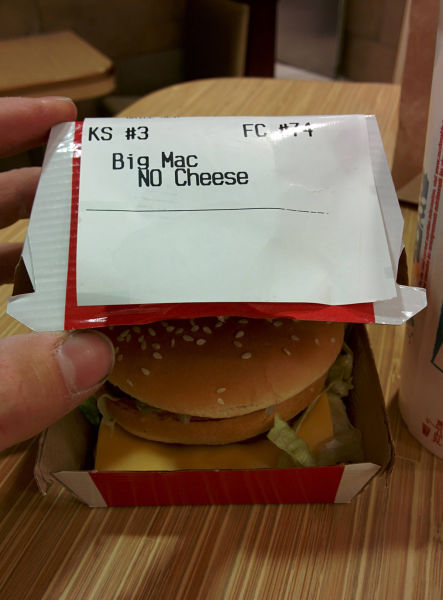 KS #3 FC #74
Big Mac
NO Cheese